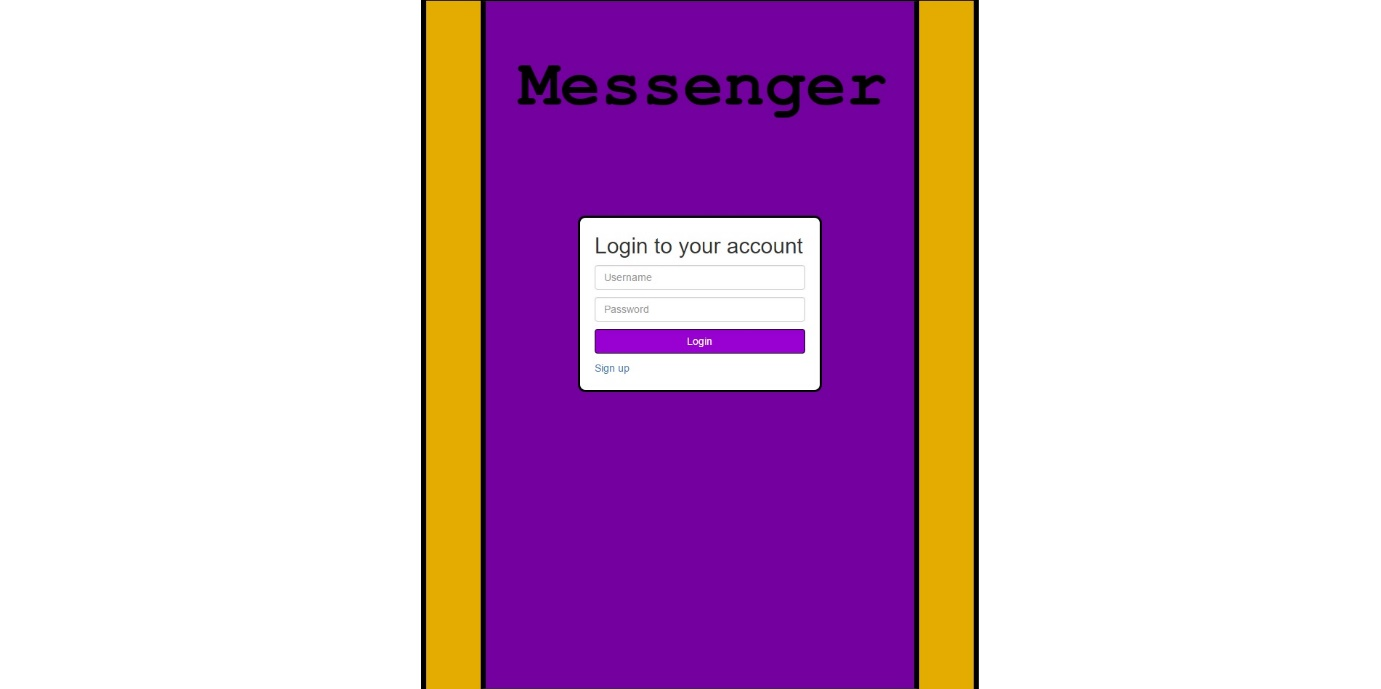 Messenger
Login to your account
Username
Password
Login
Sign up